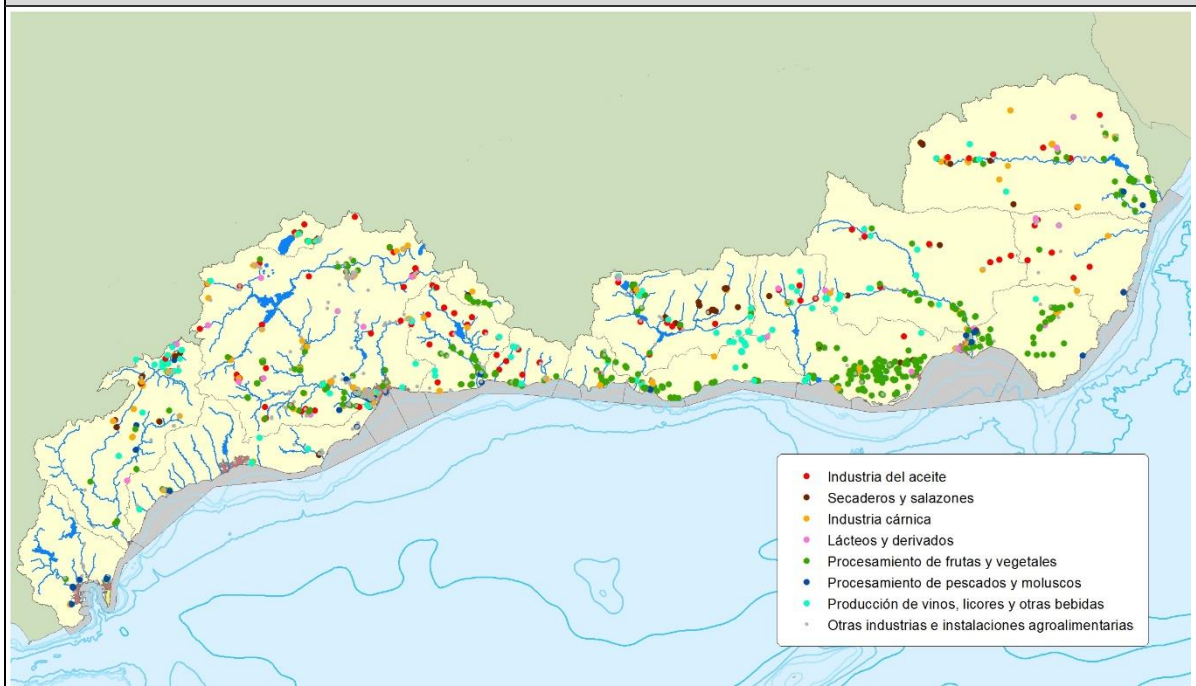 Industria del aceite
Secaderos y salazones
Industria cárnica
Lácteos y derivados
Procesamiento de frutas y vegetales
Procesamiento de pescados y moluscos
Producción de vinos, licores y otras bebidas
Otras industrias e instalaciones agroalimentarias